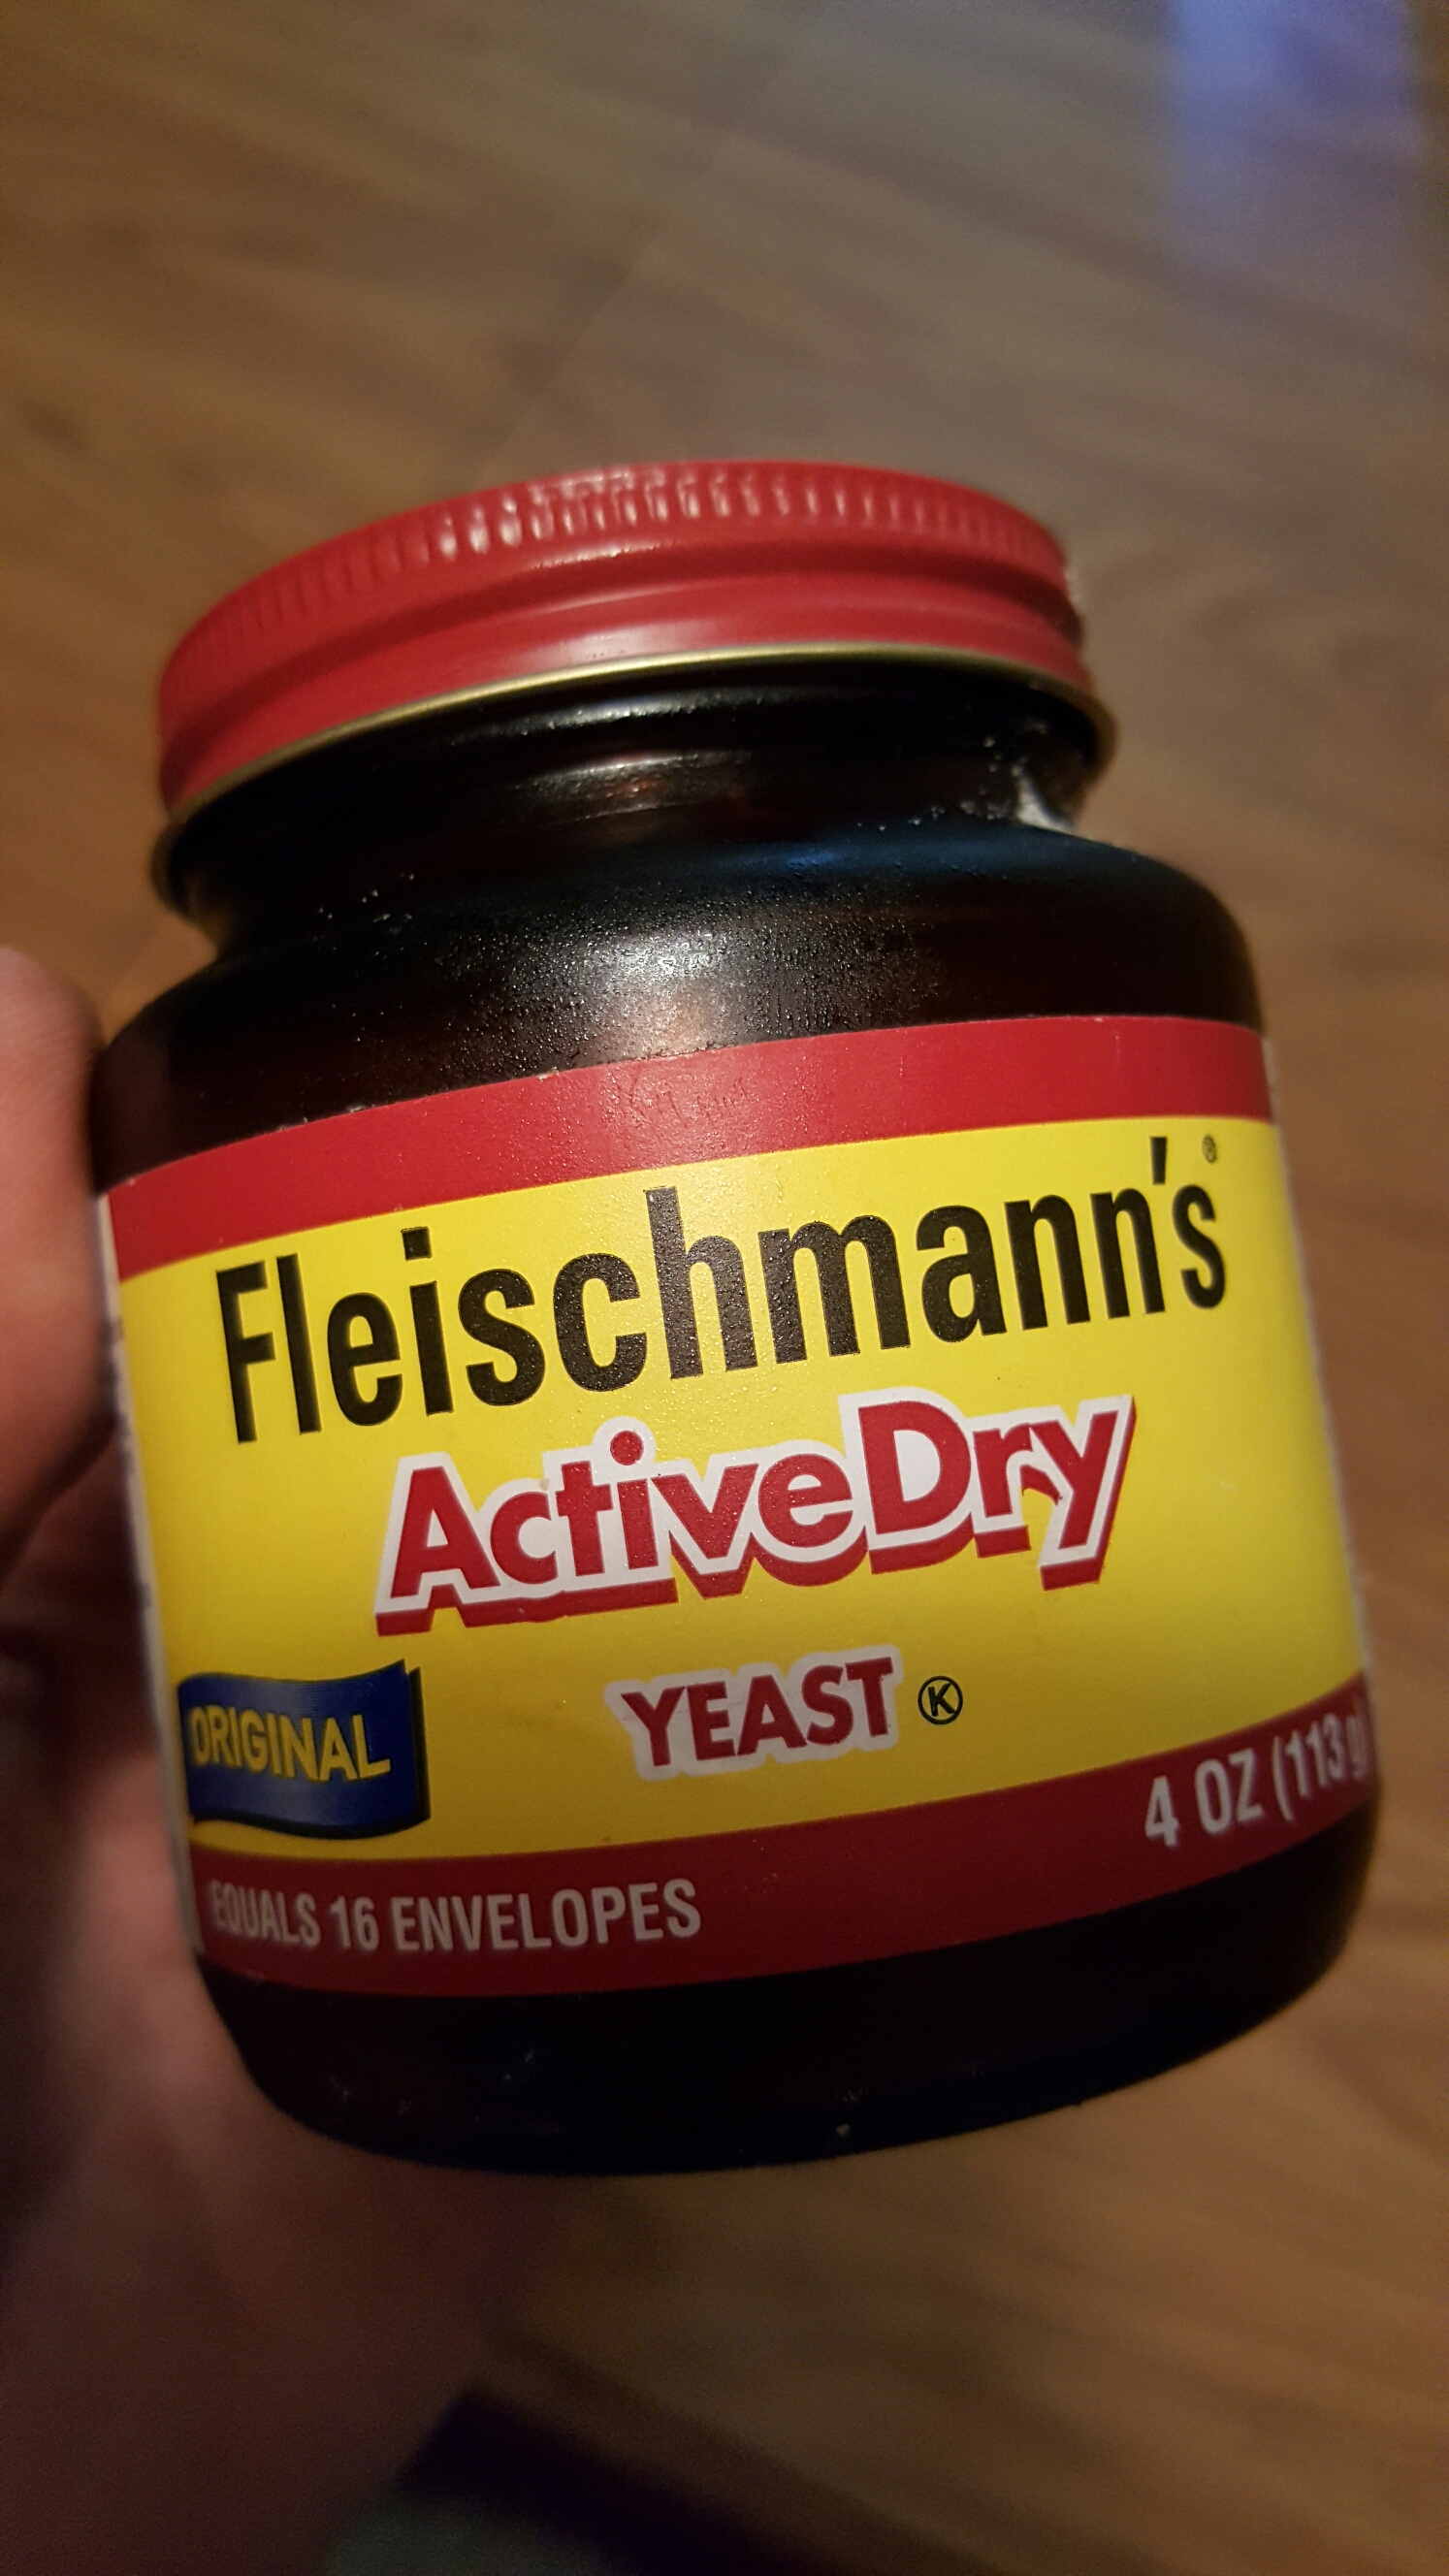 Fleischmann's®
ActiveDry
YEAST Ⓚ
ORIGINAL
4 OZ (113 g)
EQUALS 16 ENVELOPES